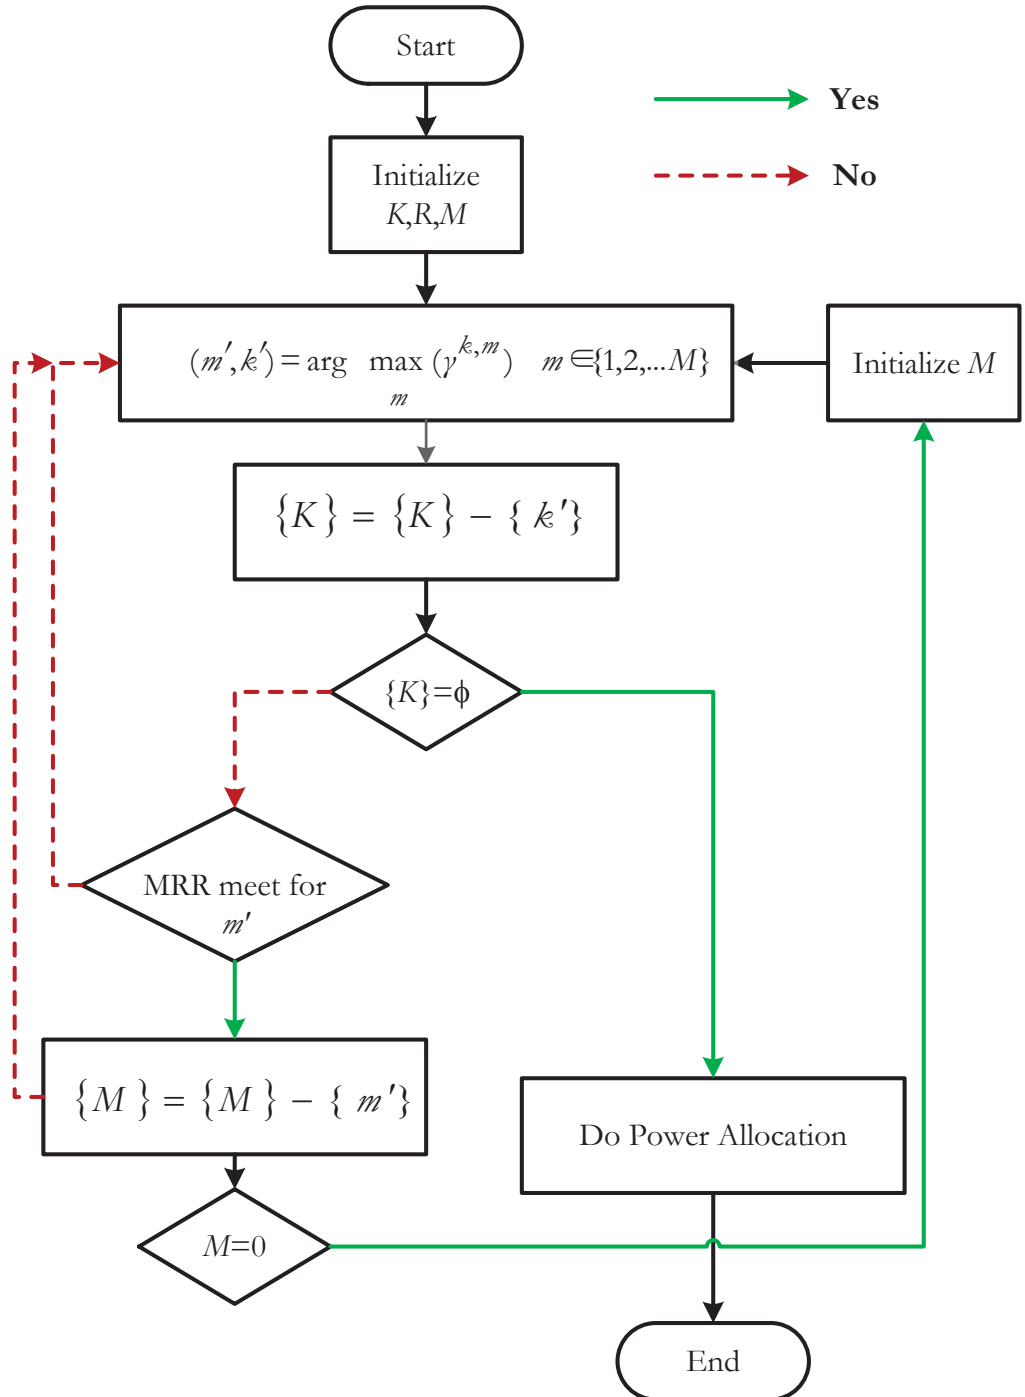 Start
Yes
Initialize
K,R,M
No
(m′,k′)= arg max (γ^{k,m}) m∈{1,2,...M}
m
Initialize M
{K} = {K} − { k′}
{K}=ϕ
MRR meet for
m′
{M } = {M } − { m′}
Do Power Allocation
M=0
End